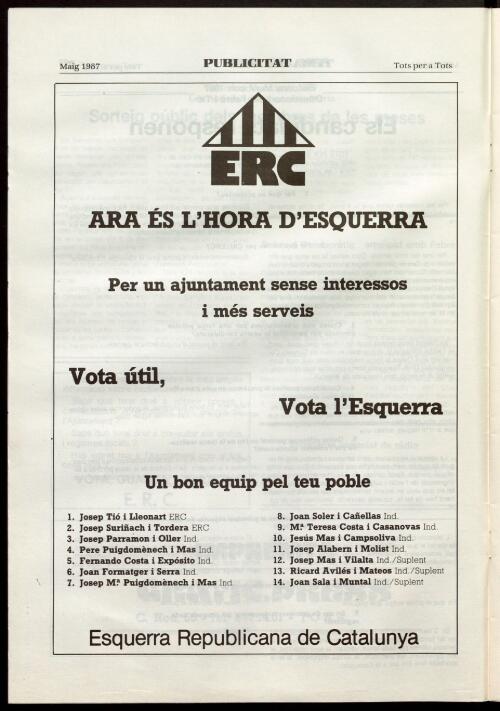 Maig 1987 PUBLICITAT Tots per a Tots
ERC
ARA ÉS L'HORA D'ESQUERRA
Per un ajuntament sense interessos
i més serveis
Vota útil,
Vota l'Esquerra
Un bon equip pel teu poble
1. Josep Tió i Lleonart ERC
2. Josep Suriñach i Tordera ERC
3. Josep Parramon i Oller Ind.
4. Pere Puigdomènech i Mas Ind.
5. Fernando Costa i Expósito Ind.
6. Joan Formatger i Serra Ind.
7. Josep M.ª Puigdomènech i Mas Ind.
8. Joan Soler i Cañellas Ind.
9. M.ª Teresa Costa i Casanovas Ind.
10. Jesús Mas i Campsoliva Ind.
11. Josep Alabern i Molist Ind.
12. Josep Mas i Vilalta Ind./Suplent
13. Ricard Avilés i Mateos Ind./Suplent
14. Joan Sala i Muntal Ind./Suplent
Esquerra Republicana de Catalunya